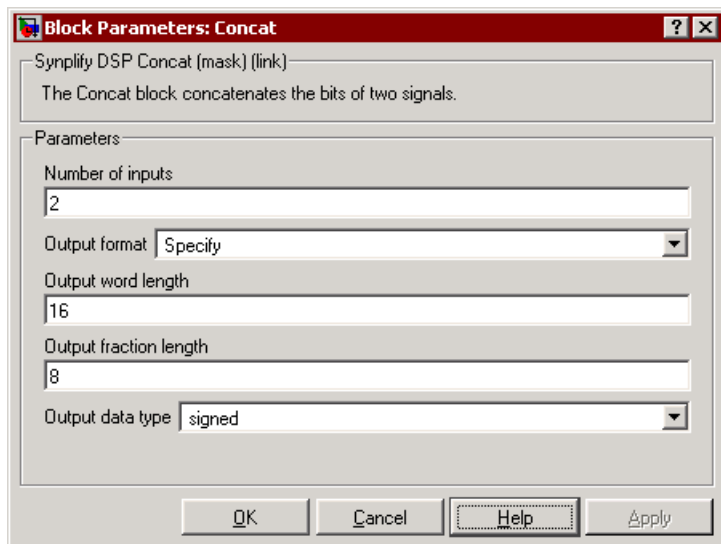 Block Parameters: Concat
Synplify DSP Concat (mask) (link)
The Concat block concatenates the bits of two signals.
Parameters
Number of inputs
2
Output format Specify
Output word length
16
Output fraction length
8
Output data type signed
OK Cancel Help Apply